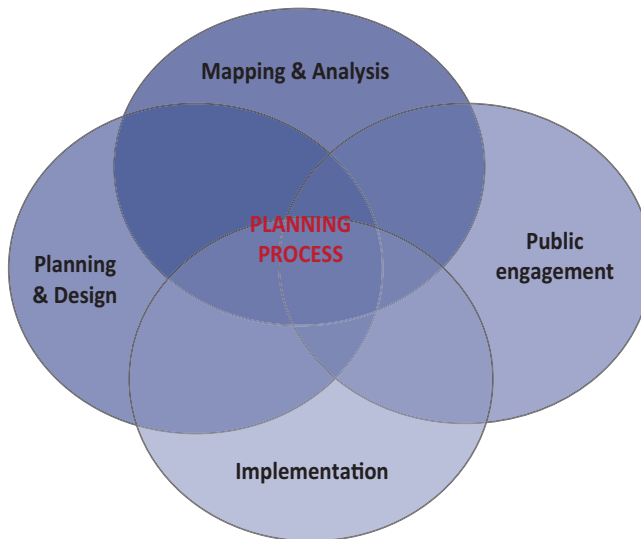 Mapping & Analysis
PLANNING
PROCESS
Planning
& Design
Public
engagement
Implementation